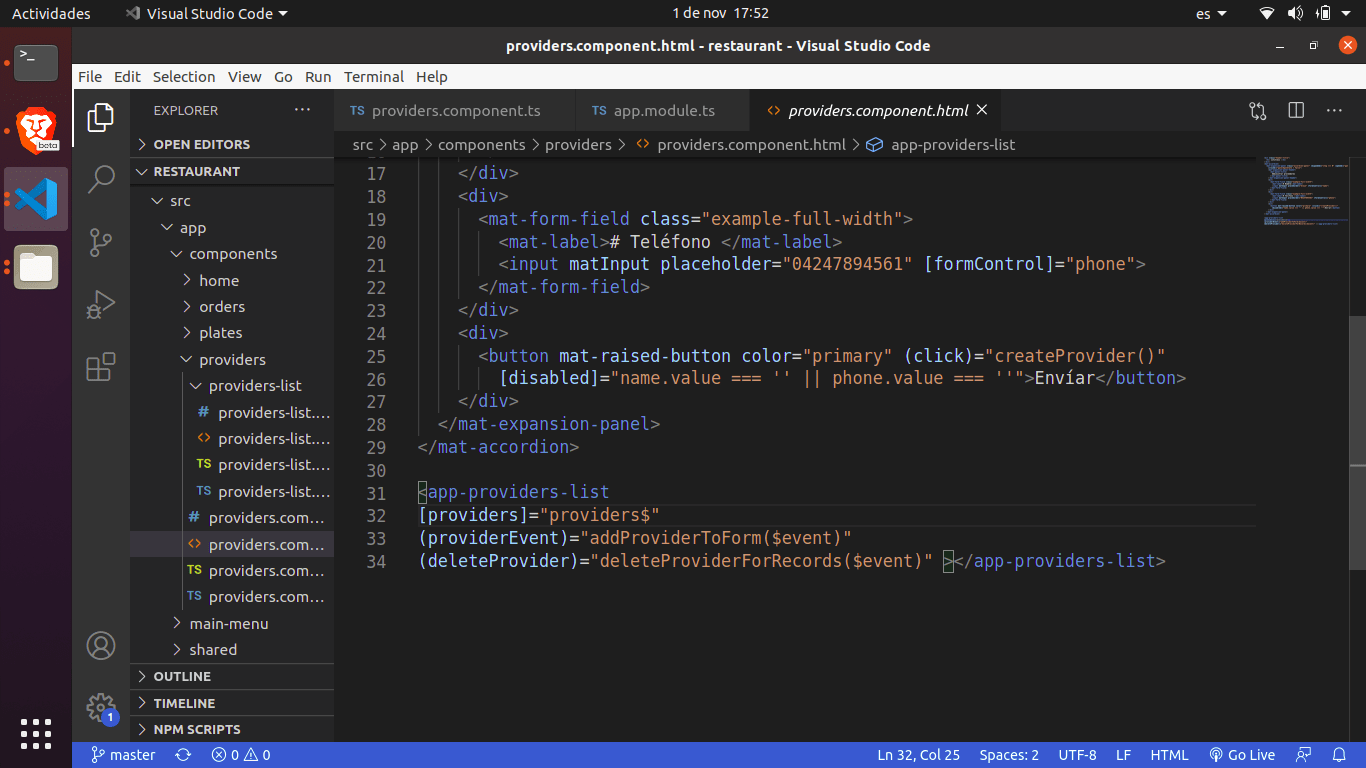 Actividades
Visual Studio Code
1 de nov 17:52
es
providers.component.html - restaurant - Visual Studio Code
File Edit Selection View Go Run Terminal Help
>_
beta
EXPLORER
OPEN EDITORS
RESTAURANT
src
app
components
home
orders
plates
providers
providers-list
# providers-list....
<> providers-list....
TS providers-list....
TS providers-list....
# providers.com...
<> providers.com...
TS providers.com...
TS providers.com...
main-menu
shared
OUTLINE
TIMELINE
NPM SCRIPTS
1
TS providers.component.ts
TS app.module.ts
<> providers.component.html
src > app > components > providers > <> providers.component.html > app-providers-list
17 </div>
18 <div>
19 <mat-form-field class="example-full-width">
20 <mat-label># Teléfono </mat-label>
21 <input matInput placeholder="04247894561" [formControl]="phone">
22 </mat-form-field>
23 </div>
24 <div>
25 <button mat-raised-button color="primary" (click)="createProvider()"
26 [disabled]="name.value === '' || phone.value === ''">Envíar</button>
27 </div>
28 </mat-expansion-panel>
29 </mat-accordion>
30
31 <app-providers-list
32 [providers]="providers$"
33 (providerEvent)="addProviderToForm($event)"
34 (deleteProvider)="deleteProviderForRecords($event)" ></app-providers-list>
master
0
0
Ln 32, Col 25
Spaces: 2
UTF-8
LF
HTML
Go Live